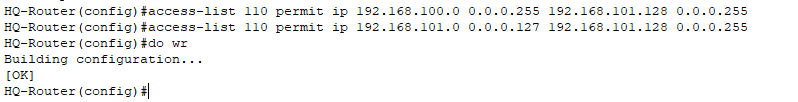 HQ-Router(config)#access-list 110 permit ip 192.168.100.0 0.0.0.255 192.168.101.128 0.0.0.255
HQ-Router(config)#access-list 110 permit ip 192.168.101.0 0.0.0.127 192.168.101.128 0.0.0.255
HQ-Router(config)#do wr
Building configuration...
[OK]
HQ-Router(config)#